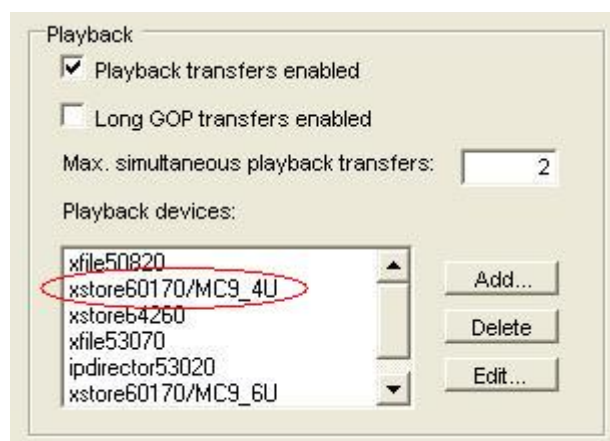 Playback
Playback transfers enabled
Long GOP transfers enabled
Max. simultaneous playback transfers: 2
Playback devices:
xfile50820
xstore60170/MC9_4U
xstore64260
xfile53070
ipdirector53020
xstore60170/MC9_6U
Add...
Delete
Edit...